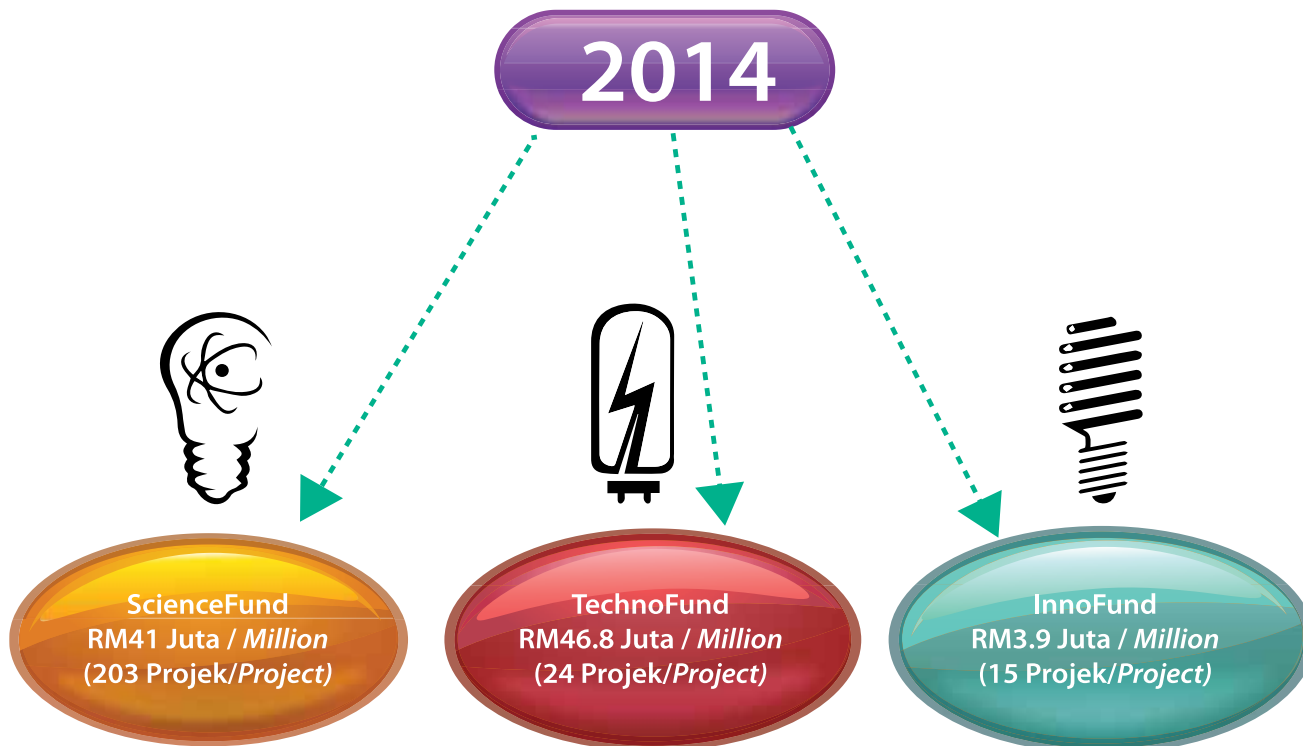 2014
ScienceFund
RM41 Juta / Million
(203 Projek/Project)
TechnoFund
RM46.8 Juta / Million
(24 Projek/Project)
InnoFund
RM3.9 Juta / Million
(15 Projek/Project)